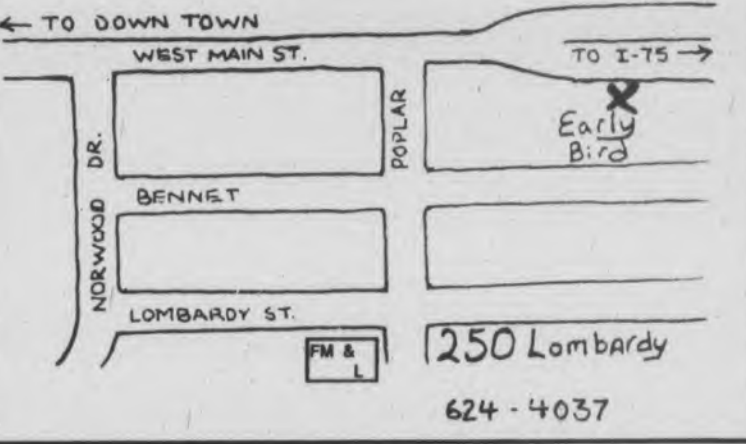 ← TO DOWN TOWN
WEST MAIN ST.
TO I-75 →
NORWOOD DR.
POPLAR
X
Early
Bird
BENNET
LOMBARDY ST.
FM &
L
250 Lombardy
624-4037